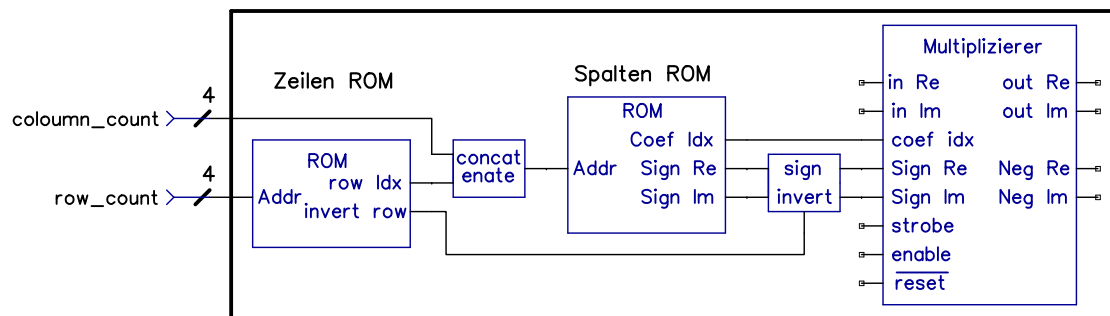 Multiplizierer
Zeilen ROM
Spalten ROM
4
coloumn_count
ROM
Coef Idx
Addr
Sign Re
Sign Im
in Re
out Re
in Im
out Im
coef idx
Sign Re
Neg Re
Sign Im
Neg Im
strobe
enable
reset
concat
enate
sign
invert
4
row_count
ROM
row Idx
Addr
invert row